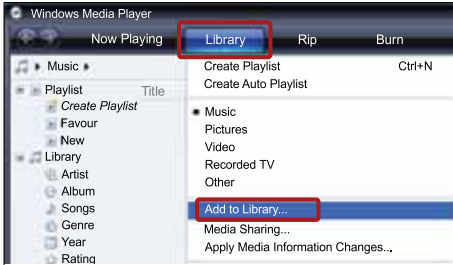 Windows Media Player
Now Playing Library Rip Burn
Music
Playlist Title
Create Playlist
Favour
New
Library
Artist
Album
Songs
Genre
Year
Rating
Create Playlist Ctrl+N
Create Auto Playlist
Music
Pictures
Video
Recorded TV
Other
Add to Library...
Media Sharing...
Apply Media Information Changes...